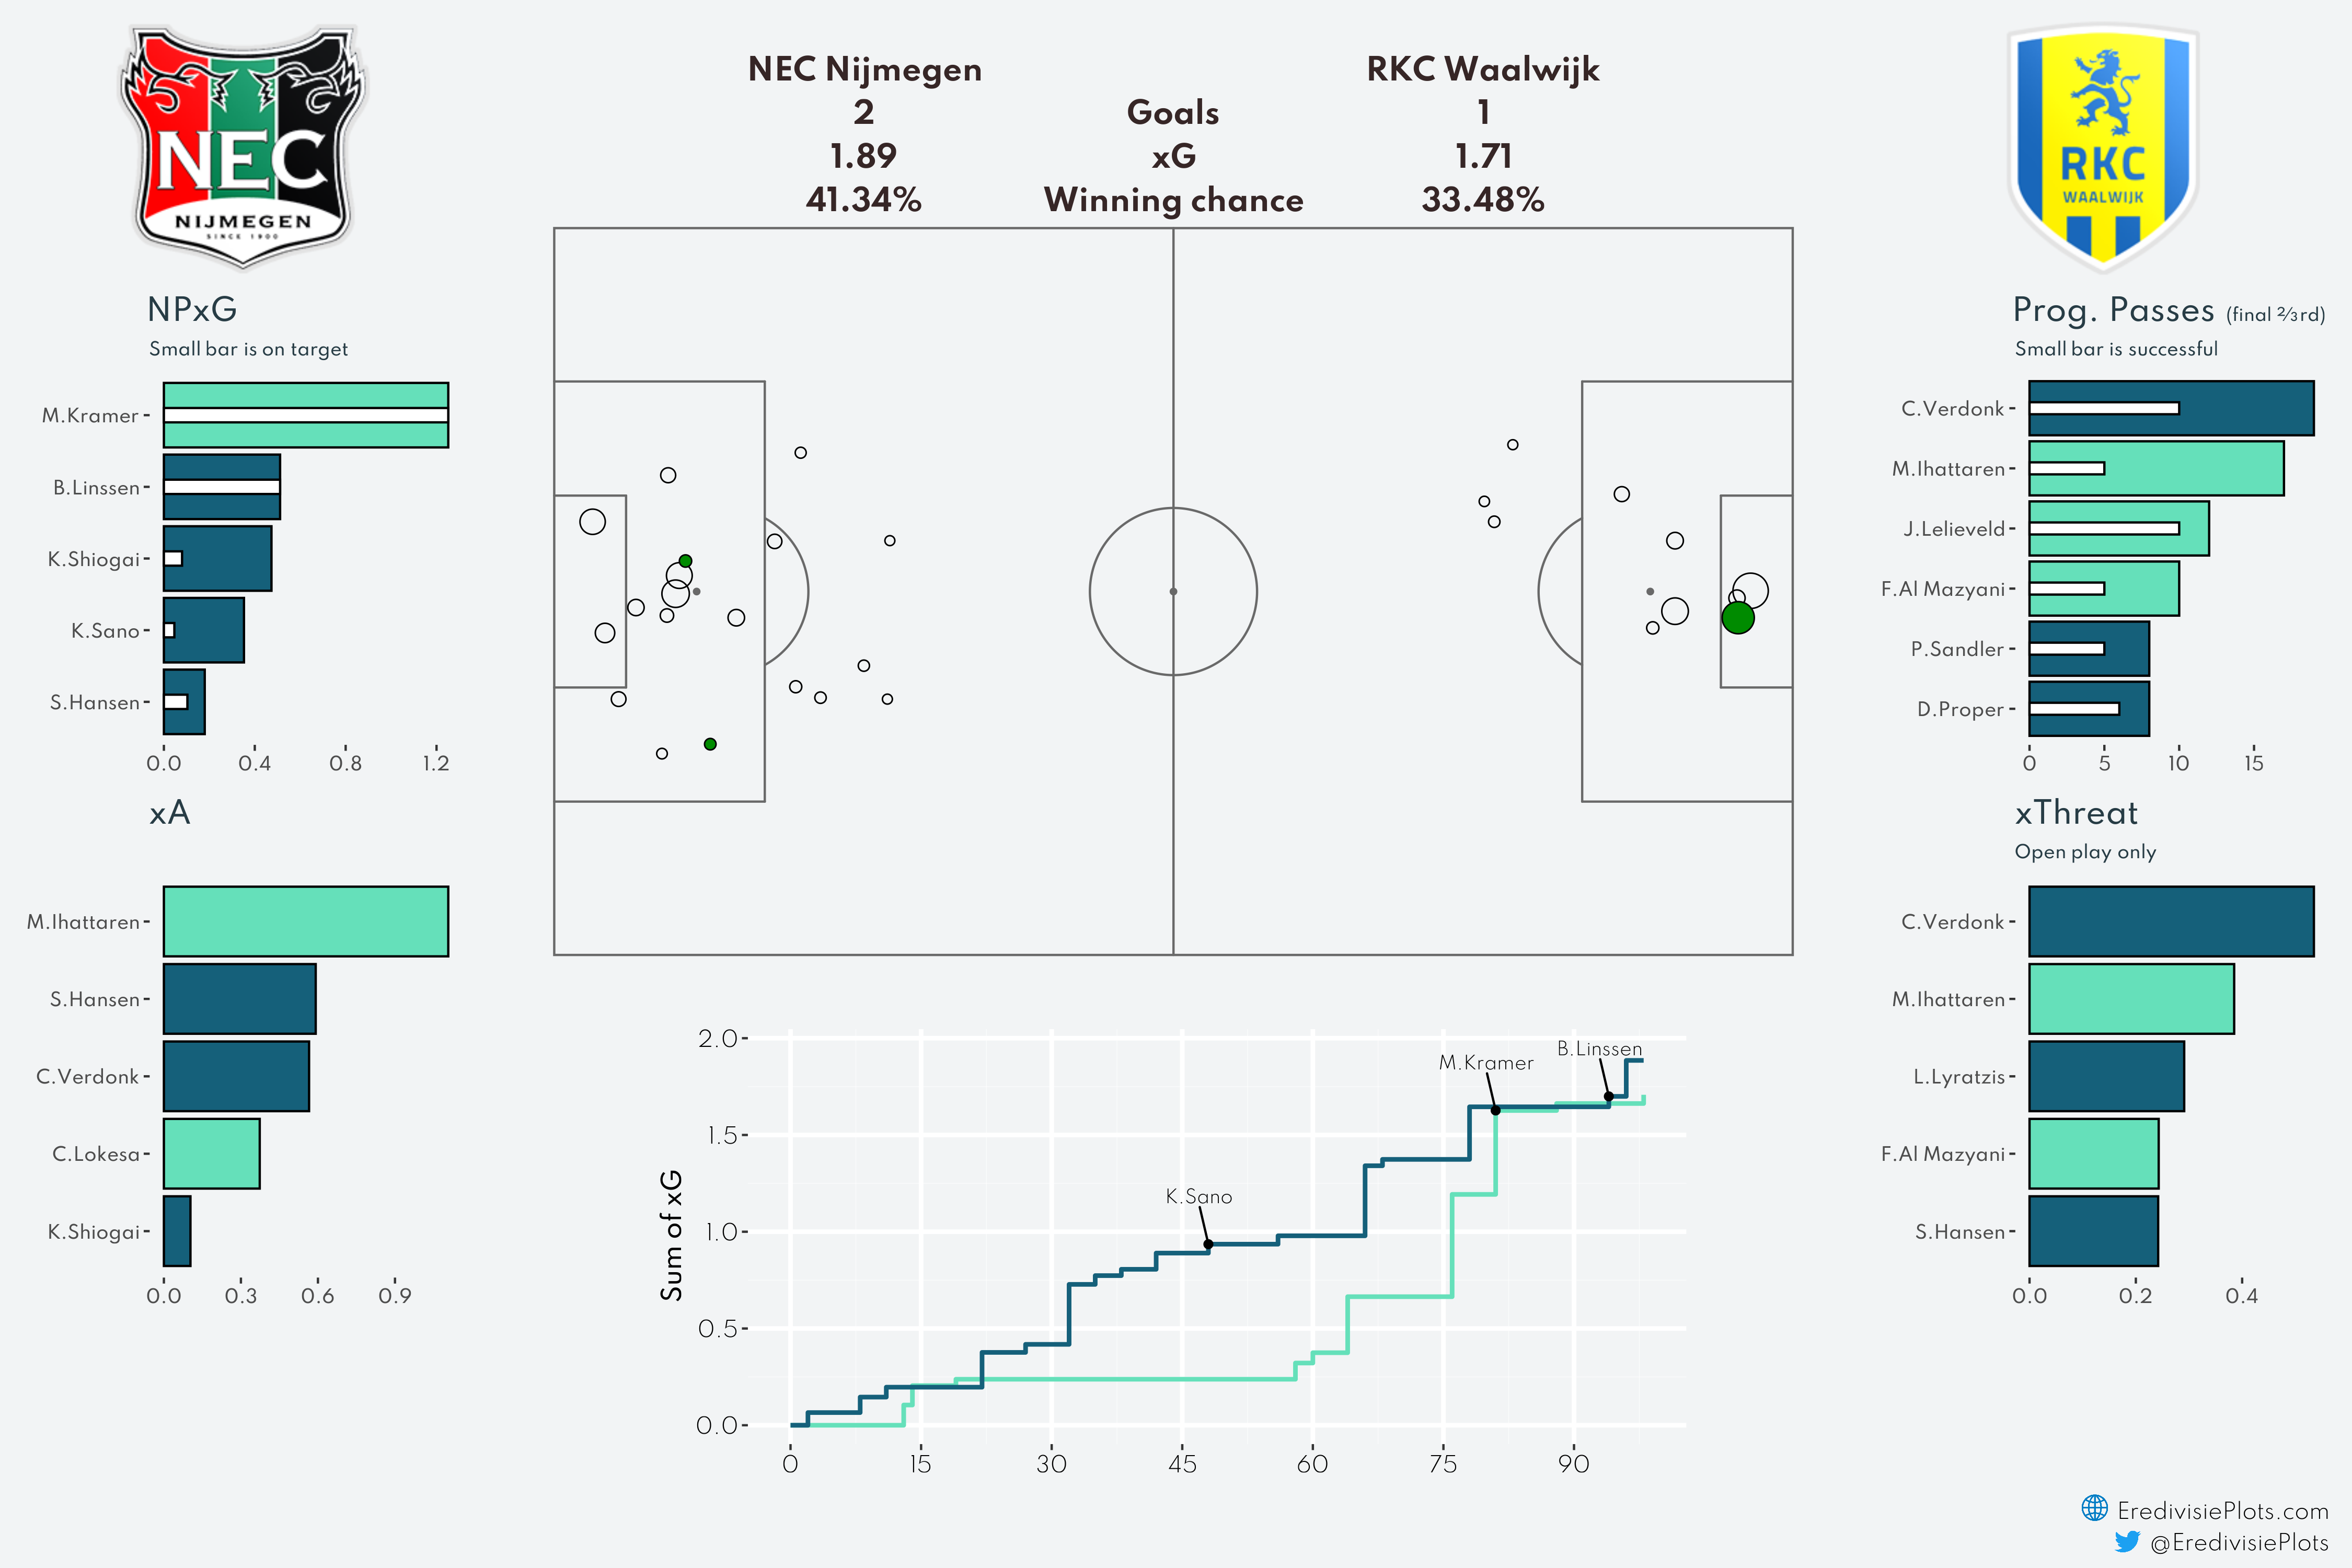 NEC
NIJMEGEN
SINCE 1900
NEC Nijmegen RKC Waalwijk
2 Goals 1
1.89 xG 1.71
41.34% Winning chance 33.48%
RKC
WAALWIJK
NPxG
Small bar is on target
M.Kramer
B.Linssen
K.Shiogai
K.Sano
S.Hansen
0.0 0.4 0.8 1.2
xA
M.Ihattaren
S.Hansen
C.Verdonk
C.Lokesa
K.Shiogai
0.0 0.3 0.6 0.9
Sum of xG
2.0
1.5
1.0
0.5
0.0
K.Sano
M.Kramer
B.Linssen
0 15 30 45 60 75 90
Prog. Passes (final ⅔rd)
Small bar is successful
C.Verdonk
M.Ihattaren
J.Lelieveld
F.Al Mazyani
P.Sandler
D.Proper
0 5 10 15
xThreat
Open play only
C.Verdonk
M.Ihattaren
L.Lyratzis
F.Al Mazyani
S.Hansen
0.0 0.2 0.4
EredivisiePlots.com
@EredivisiePlots